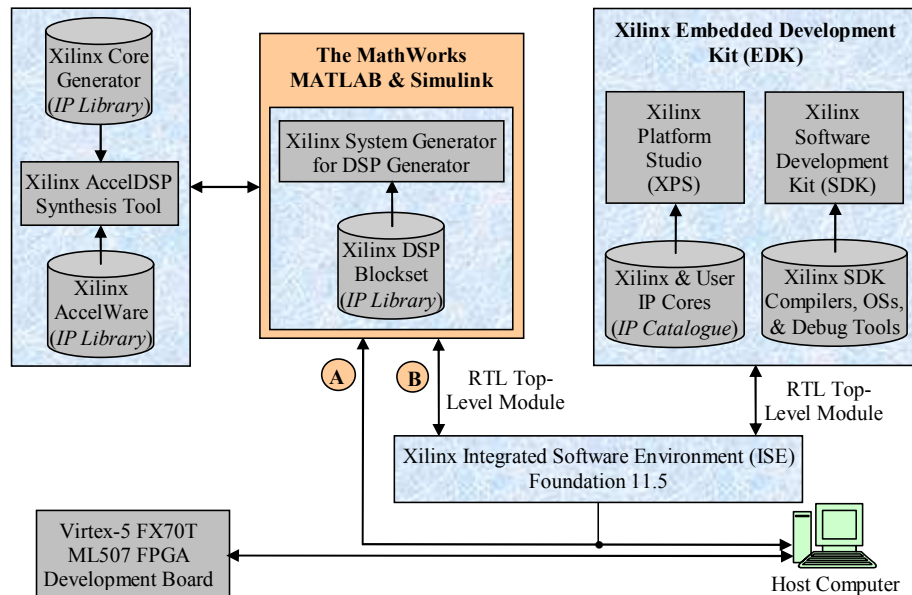 Xilinx Core
Generator
(IP Library)
Xilinx AccelDSP
Synthesis Tool
Xilinx
AccelWare
(IP Library)
The MathWorks
MATLAB & Simulink
Xilinx System Generator
for DSP Generator
Xilinx DSP
Blockset
(IP Library)
Xilinx Embedded Development
Kit (EDK)
Xilinx
Platform
Studio
(XPS)
Xilinx
Software
Development
Kit (SDK)
Xilinx & User
IP Cores
(IP Catalogue)
Xilinx SDK
Compilers, OSs,
& Debug Tools
A
B
RTL Top-
Level Module
RTL Top-
Level Module
Xilinx Integrated Software Environment (ISE)
Foundation 11.5
Virtex-5 FX70T
ML507 FPGA
Development Board
Host Computer